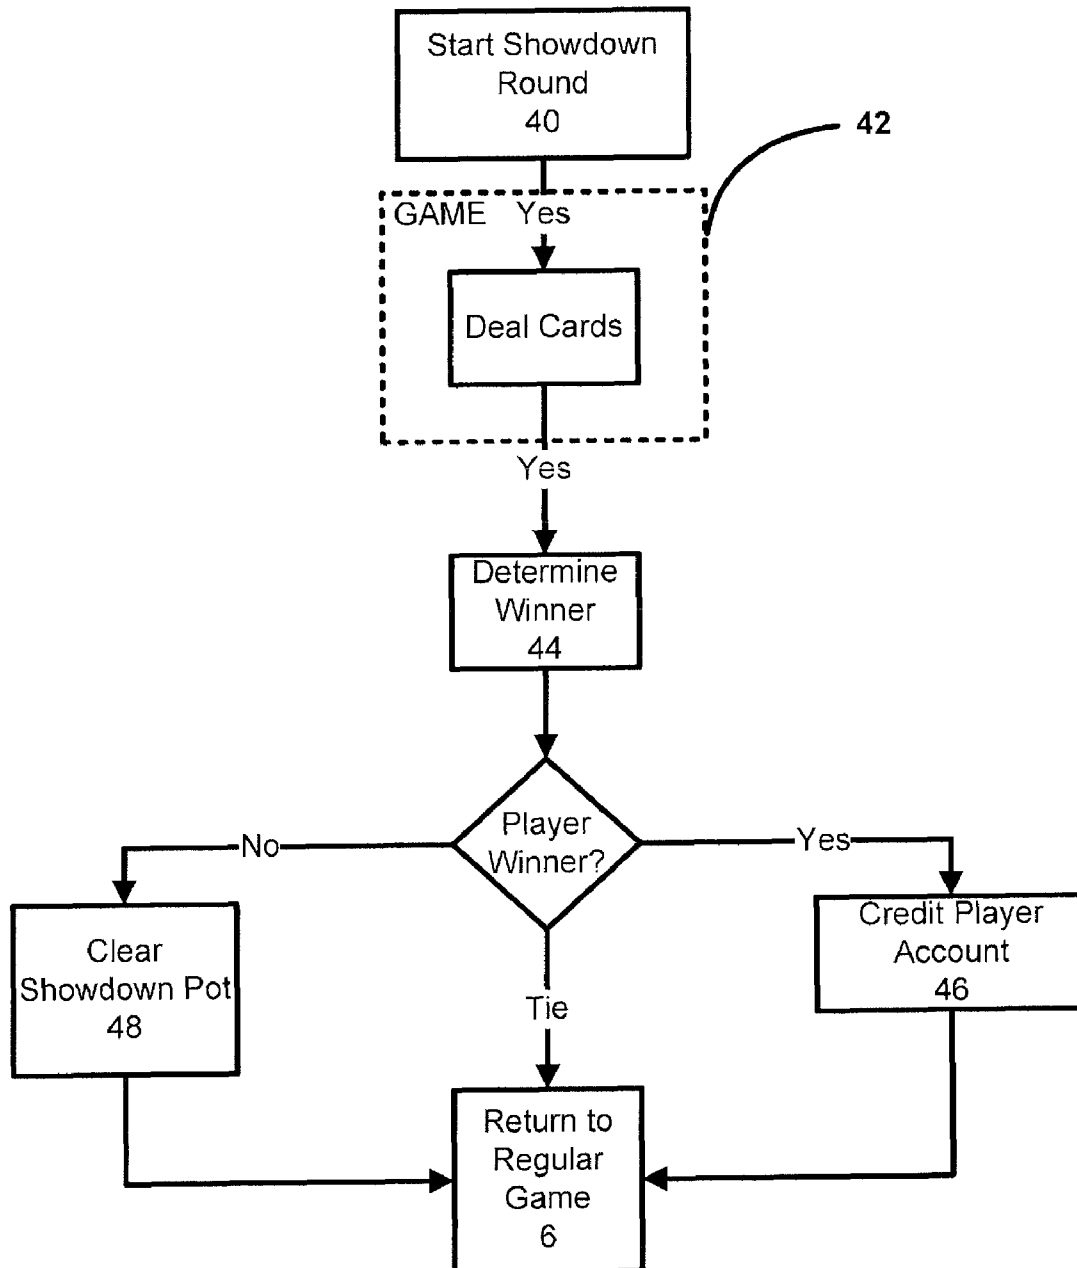 Start Showdown
Round
40
42
GAME Yes
Deal Cards
Yes
Determine
Winner
44
Player
Winner?
No
Yes
Clear
Showdown Pot
48
Credit Player
Account
46
Tie
Return to
Regular
Game
6